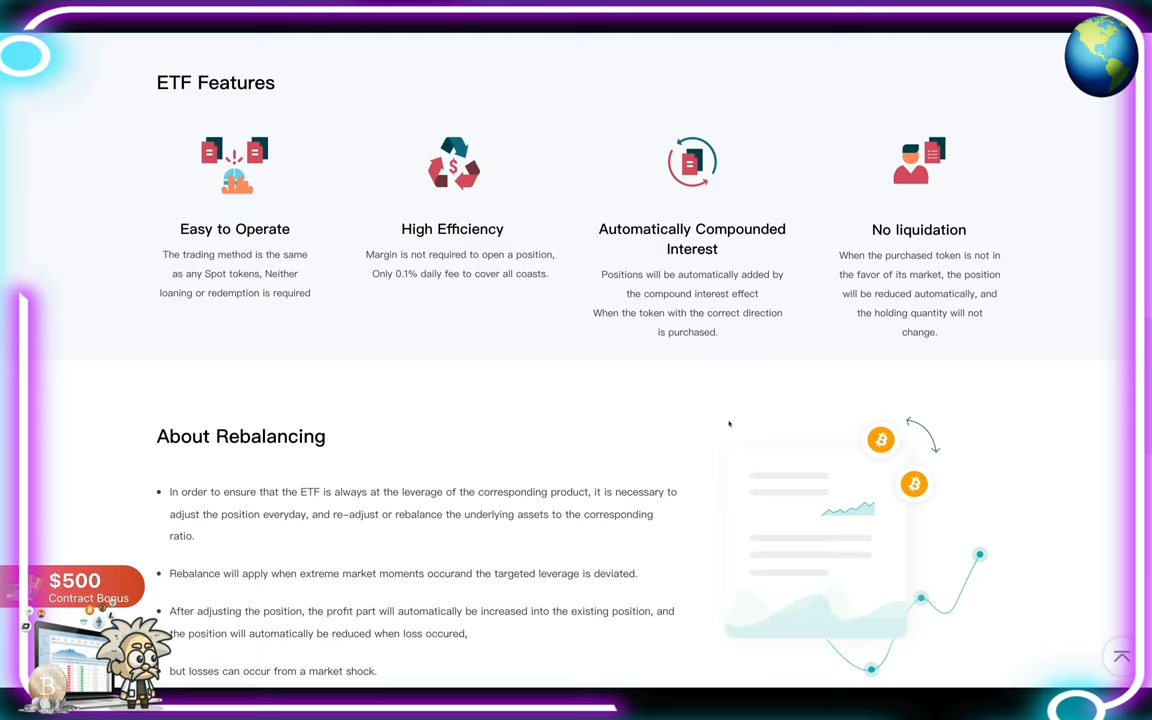 ETF Features
Easy to Operate
The trading method is the same
as any Spot tokens, Neither
loaning or redemption is required
High Efficiency
Margin is not required to open a position,
Only 0.1% daily fee to cover all coasts.
Automatically Compounded
Interest
Positions will be automatically added by
the compound interest effect
When the token with the correct direction
is purchased.
No liquidation
When the purchased token is not in
the favor of its market, the position
will be reduced automatically, and
the holding quantity will not
change.
About Rebalancing
• In order to ensure that the ETF is always at the leverage of the corresponding product, it is necessary to
adjust the position everyday, and re-adjust or rebalance the underlying assets to the corresponding
ratio.
• Rebalance will apply when extreme market moments occurand the targeted leverage is deviated.
• After adjusting the position, the profit part will automatically be increased into the existing position, and
the position will automatically be reduced when loss occured,
but losses can occur from a market shock.
$500
Contract Bonus